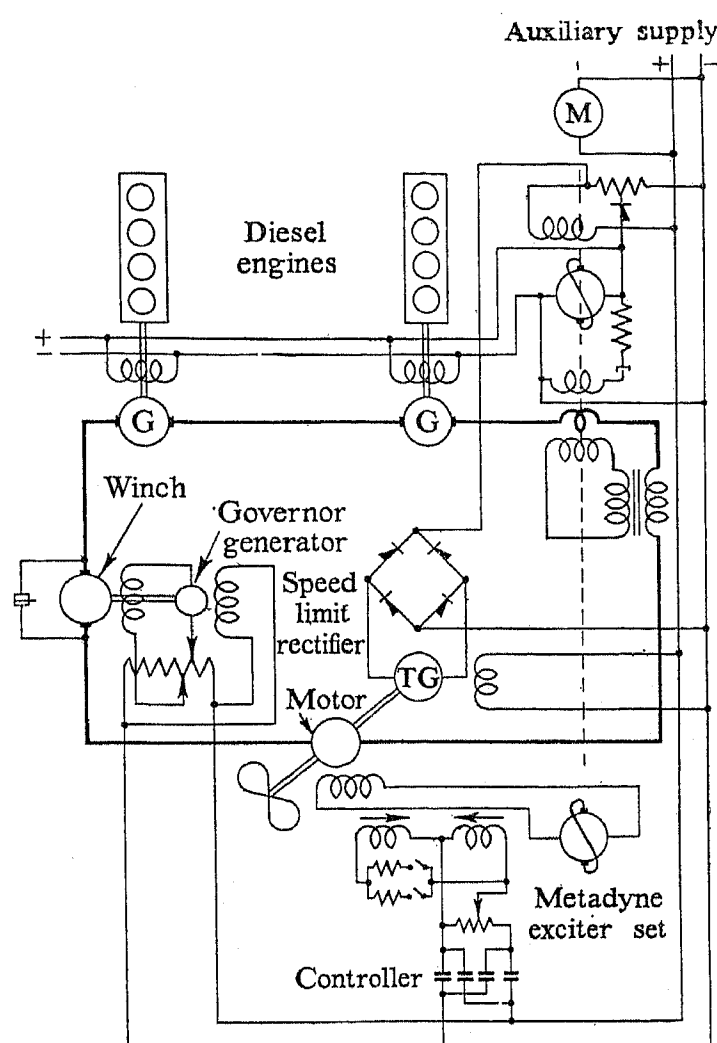 Auxiliary supply
+ −
M
Diesel
engines
+
−
G
G
Winch
Governor
generator
Speed
limit
rectifier
TG
Motor
Metadyne
exciter set
Controller